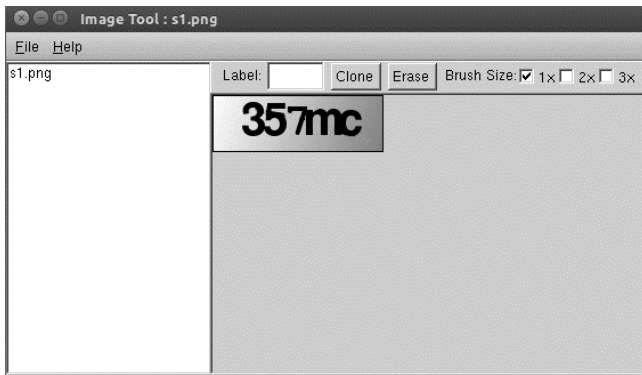 Image Tool : s1.png
File Help
s1.png
Label: Clone Erase Brush Size: 1x 2x 3x
357mc